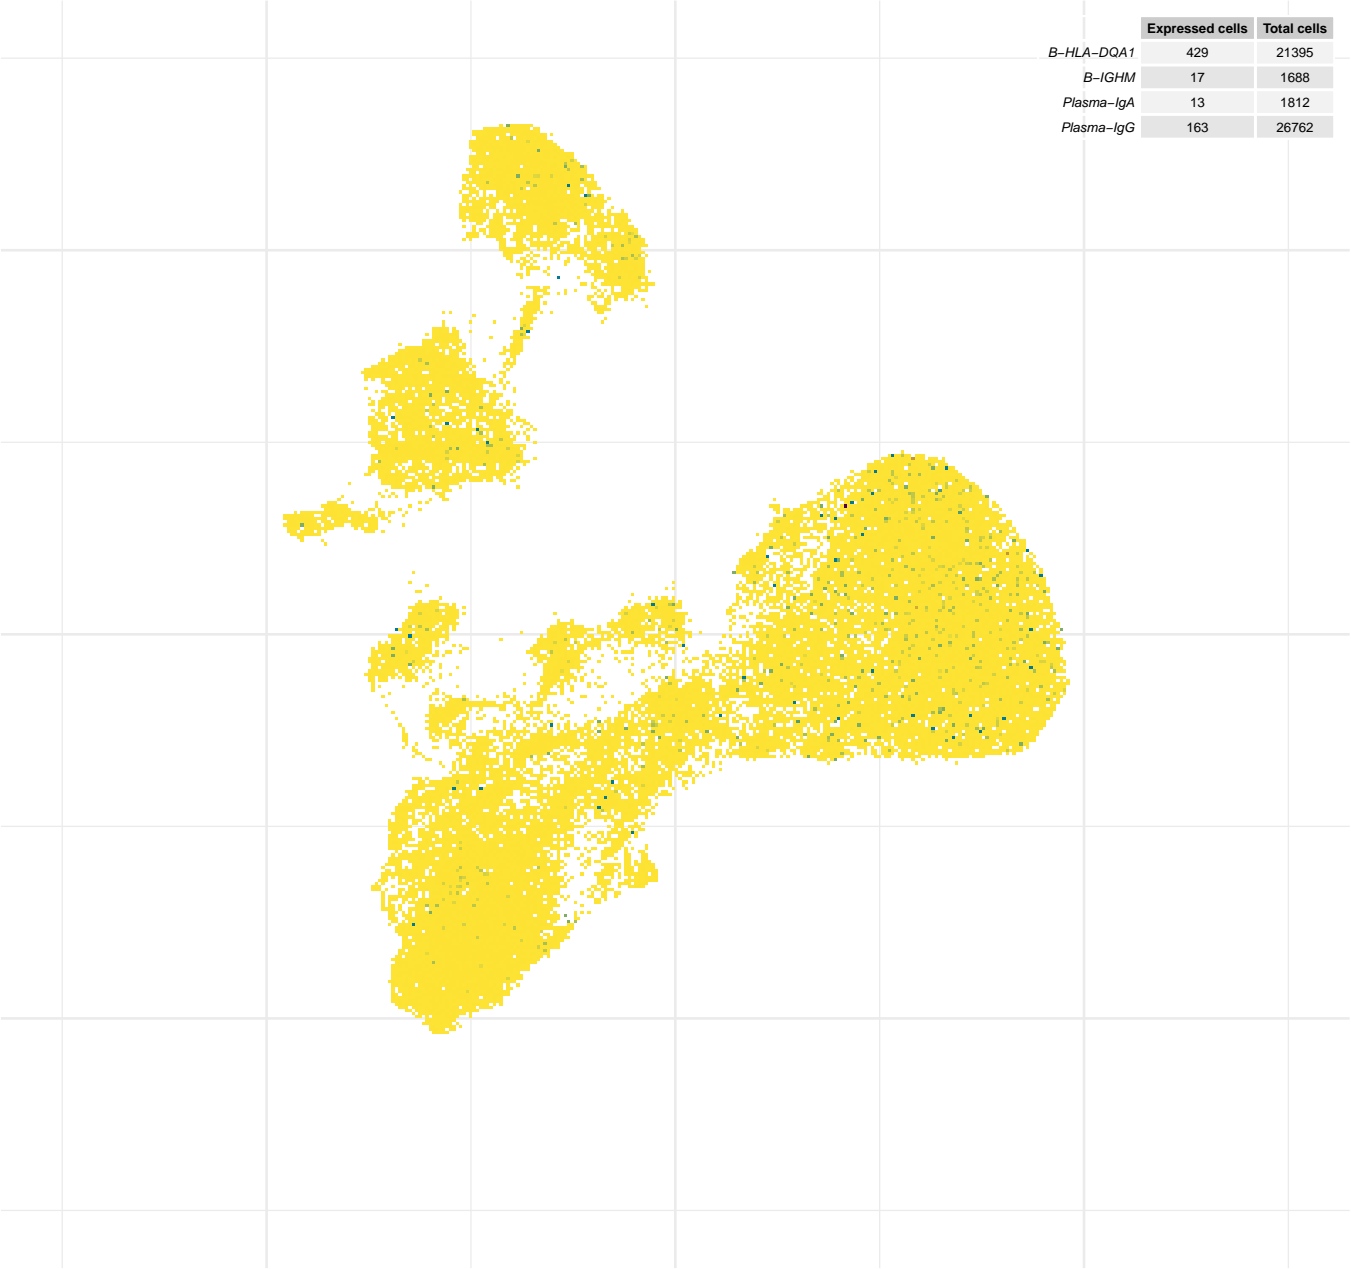 Expressed cells Total cells
B−HLA−DQA1 429 21395
B−IGHM 17 1688
Plasma−IgA 13 1812
Plasma−IgG 163 26762